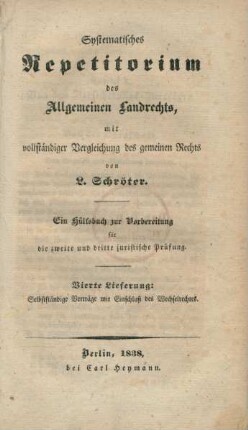 Systematisches
Repetitorium
des
Allgemeinen Landrechts,
mit
vollständiger Vergleichung des gemeinen Rechts
von
L. Schröter.
Ein Hülfsbuch zur Vorbereitung
für
die zweite und dritte juristische Prüfung.
Vierte Lieferung:
Selbstständige Verträge mit Einschluß des Wechselrechts.
Berlin, 1838,
bei Carl Heymann.